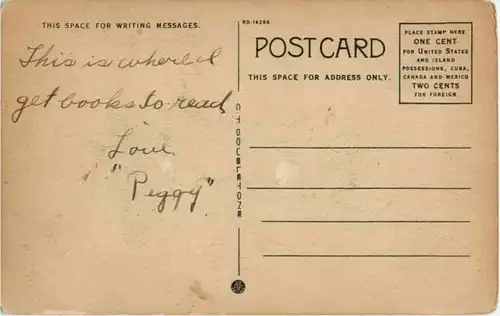 THIS SPACE FOR WRITING MESSAGES.
This is where I
get books to read
Love
"Peggy"
POST CARD
THIS SPACE FOR ADDRESS ONLY.
PLACE STAMP HERE
ONE CENT
FOR UNITED STATES
AND ISLAND
POSSESSIONS, CUBA,
CANADA AND MEXICO
TWO CENTS
FOR FOREIGN